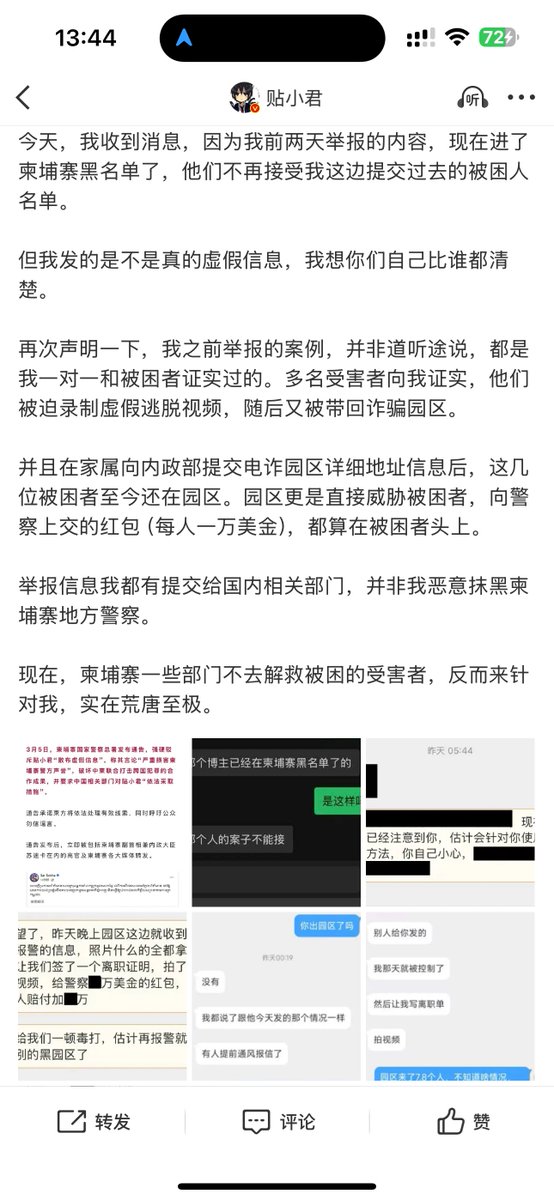 13:44
72
贴小君
听
今天，我收到消息，因为我前两天举报的内容，现在进了
柬埔寨黑名单了，他们不再接受我这边提交过去的被困人
名单。
但我发的是不是真的虚假信息，我想你们自己比谁都清
楚。
再次声明一下，我之前举报的案例，并非道听途说，都是
我一对一和被困者证实过的。多名受害者向我证实，他们
被迫录制虚假逃脱视频，随后又被带回诈骗园区。
并且在家属向内政部提交电诈园区详细地址信息后，这几
位被困者至今还在园区。园区更是直接威胁被困者，向警
察上交的红包（每人一万美金），都算在被困者头上。
举报信息我都有提交给国内相关部门，并非我恶意抹黑柬
埔寨地方警察。
现在，柬埔寨一些部门不去解救被困的受害者，反而来针
对我，实在荒唐至极。
3月5日，柬埔寨国家警察总署发布通告，强硬驳
斥贴小君“散布虚假信息”，称其言论“严重损害柬
埔寨警方声誉”，破坏中柬联合打击跨国犯罪的合
作成果，并要求中国相关部门对贴小君“依法采取
措施”。
通告承诺柬方将依法处理有效线索，同时呼吁公众
勿信谣言。
通告发布后，立即被包括柬埔寨副首相兼内政大臣
苏速卡在内的高官及柬埔寨各大媒体转发。
那个博主已经在柬埔寨黑名单了的
是这样吗
个人的案子不能接
昨天 05:44
现在
已经注意到你，估计会针对你使用
方法，你自己小心，
望了，昨天晚上园区这边就收到
报警的信息，照片什么的全都拿
让我们签了一个离职证明，拍了
视频，给警察 万美金的红包，
人赔付加 万
给我们一顿毒打，估计再报警就
别的黑园区了
你出园区了吗
昨天00:19
没有
我都说了跟他今天发的那个情况一样
有人提前通风报信了
别人给你发的
我那天就被控制了
然后让我写离职单
拍视频
园区来了7.8个人，不知道啥情况，
转发
评论
赞